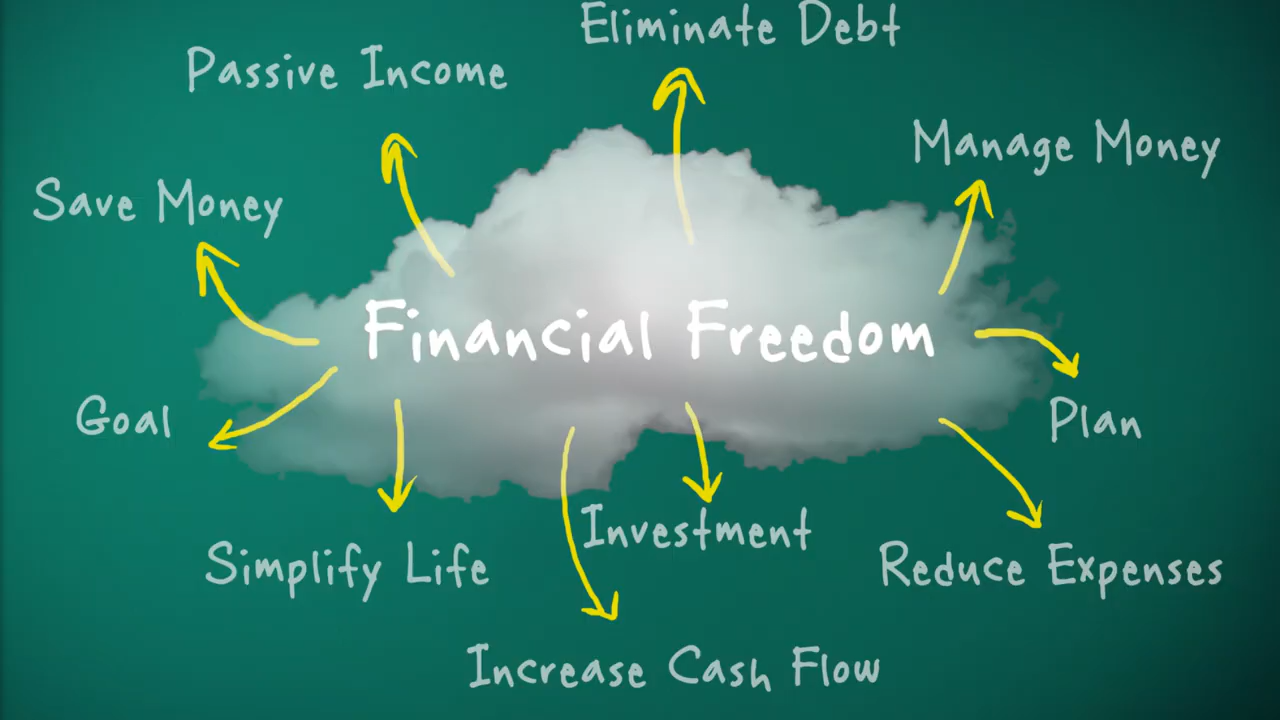 Eliminate Debt
Passive Income
Manage Money
Save Money
Financial Freedom
Goal
Plan
Investment
Simplify Life
Reduce Expenses
Increase Cash Flow